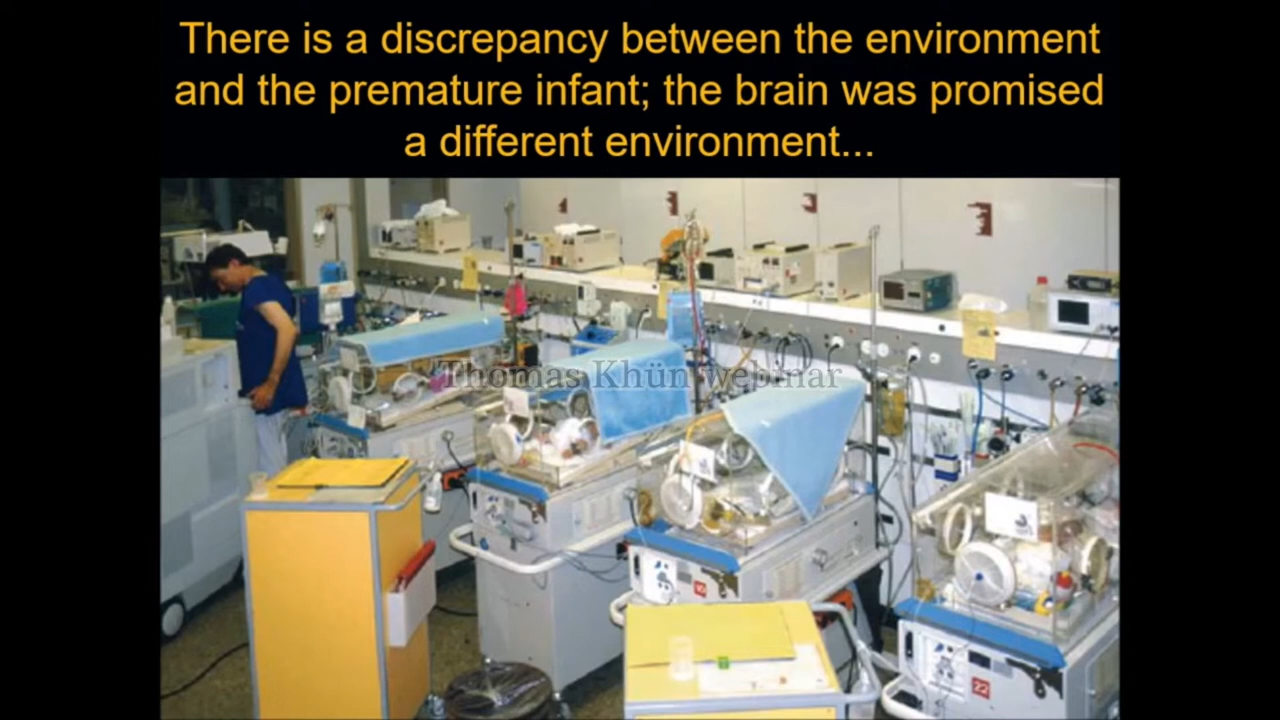 There is a discrepancy between the environment
and the premature infant; the brain was promised
a different environment...
Thomas Khün webinar
22